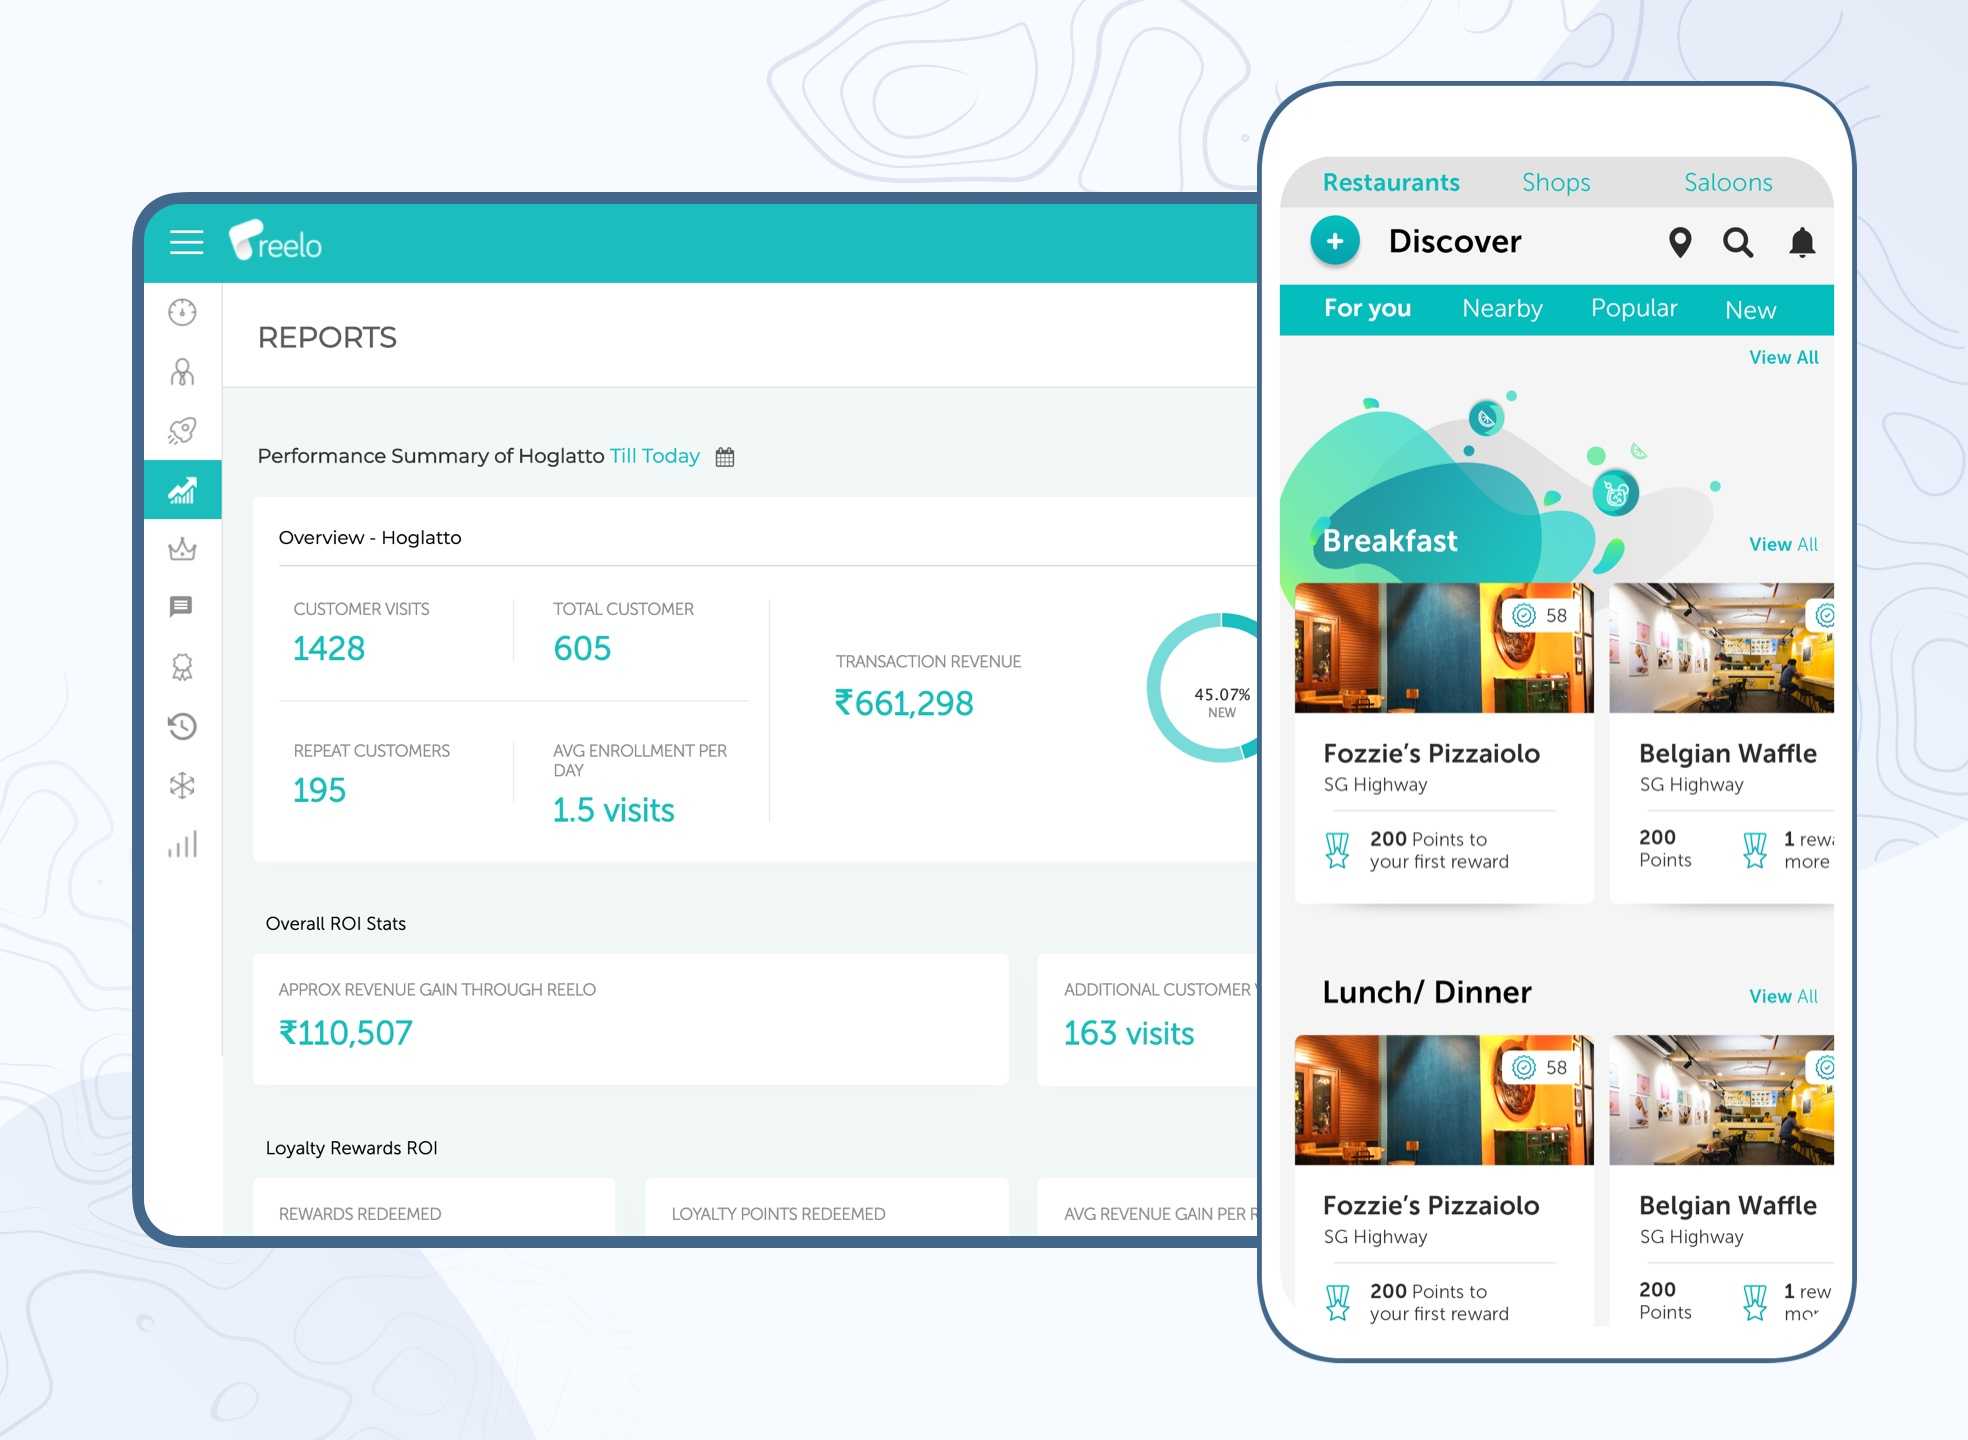 reelo
REPORTS
Performance Summary of Hoglatto Till Today
Overview - Hoglatto
CUSTOMER VISITS
1428
TOTAL CUSTOMER
605
REPEAT CUSTOMERS
195
AVG ENROLLMENT PER
DAY
1.5 visits
TRANSACTION REVENUE
₹661,298
45.07%
NEW
Overall ROI Stats
APPROX REVENUE GAIN THROUGH REELO
₹110,507
ADDITIONAL CUSTOMER
163 visits
Loyalty Rewards ROI
REWARDS REDEEMED
LOYALTY POINTS REDEEMED
AVG REVENUE GAIN PER
Restaurants Shops Saloons
Discover
For you Nearby Popular New
View All
Breakfast View All
58
Fozzie's Pizzaiolo
SG Highway
200 Points to
your first reward
Belgian Waffle
SG Highway
200
Points
1 rew
more
Lunch/ Dinner View All
58
Fozzie's Pizzaiolo
SG Highway
200 Points to
your first reward
Belgian Waffle
SG Highway
200
Points
1 rew